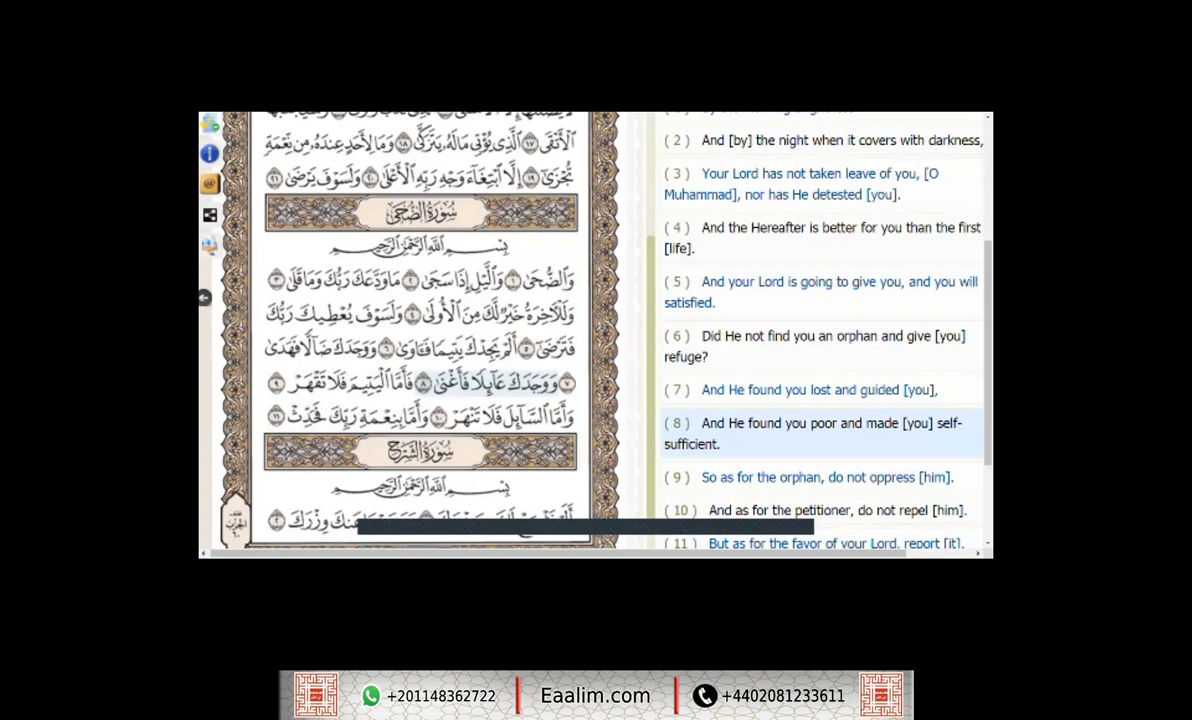 ٱلْأَتْقَى ١٧ ٱلَّذِى يُؤْتِى مَالَهُۥ يَتَزَكَّىٰ ١٨ وَمَا لِأَحَدٍ عِندَهُۥ مِن نِّعْمَةٍ
تُجْزَىٰٓ ١٩ إِلَّا ٱبْتِغَآءَ وَجْهِ رَبِّهِ ٱلْأَعْلَىٰ ٢٠ وَلَسَوْفَ يَرْضَىٰ ٢١
سُورَةُ الضُّحَىٰ
بِسْمِ ٱللَّهِ ٱلرَّحْمَٰنِ ٱلرَّحِيمِ
وَٱلضُّحَىٰ ١ وَٱلَّيْلِ إِذَا سَجَىٰ ٢ مَا وَدَّعَكَ رَبُّكَ وَمَا قَلَىٰ ٣
وَلَلْءَاخِرَةُ خَيْرٌ لَّكَ مِنَ ٱلْأُولَىٰ ٤ وَلَسَوْفَ يُعْطِيكَ رَبُّكَ
فَتَرْضَىٰٓ ٥ أَلَمْ يَجِدْكَ يَتِيمًا فَـَٔاوَىٰ ٦ وَوَجَدَكَ ضَآلًّا فَهَدَىٰ
٧ وَوَجَدَكَ عَآئِلًا فَأَغْنَىٰ ٨ فَأَمَّا ٱلْيَتِيمَ فَلَا تَقْهَرْ ٩
وَأَمَّا ٱلسَّآئِلَ فَلَا تَنْهَرْ ١٠ وَأَمَّا بِنِعْمَةِ رَبِّكَ فَحَدِّثْ ١١
سُورَةُ الشَّرْحِ
بِسْمِ ٱللَّهِ ٱلرَّحْمَٰنِ ٱلرَّحِيمِ
عَنكَ وِزْرَكَ ٢
( 2 ) And [by] the night when it covers with darkness,
( 3 ) Your Lord has not taken leave of you, [O
Muhammad], nor has He detested [you].
( 4 ) And the Hereafter is better for you than the first
[life].
( 5 ) And your Lord is going to give you, and you will
satisfied.
( 6 ) Did He not find you an orphan and give [you]
refuge?
( 7 ) And He found you lost and guided [you],
( 8 ) And He found you poor and made [you] self-
sufficient.
( 9 ) So as for the orphan, do not oppress [him].
( 10 ) And as for the petitioner, do not repel [him].
( 11 ) But as for the favor of your Lord, report [it].
+201148362722
Eaalim.com
+4402081233611